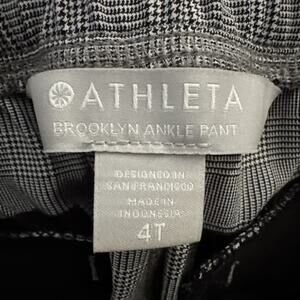 ATHLETA
BROOKLYN ANKLE PANT
DESIGNED IN
SAN FRANCISCO
MADE IN
INDONESIA
4T